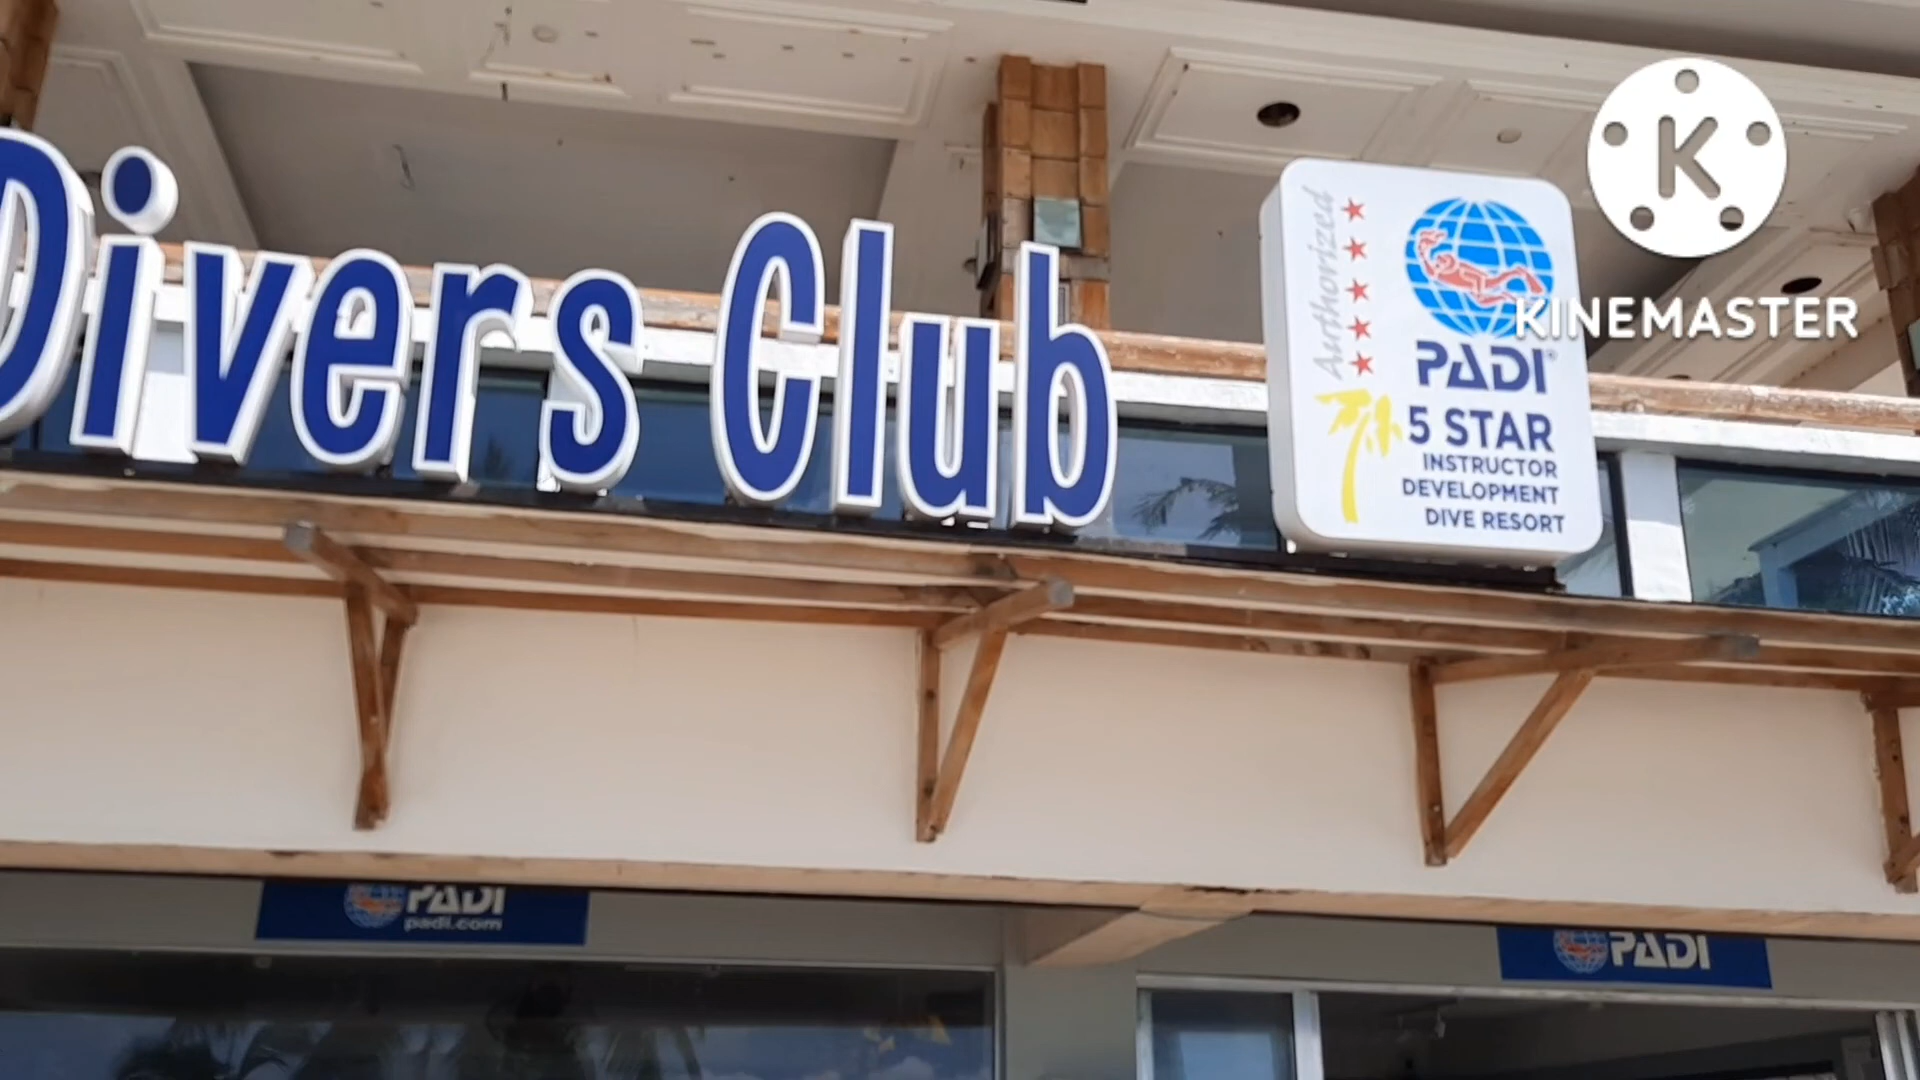 Divers Club
Authorized
PADI®
5 STAR
INSTRUCTOR
DEVELOPMENT
DIVE RESORT
K
KINEMASTER
PADI
padi.com
PADI